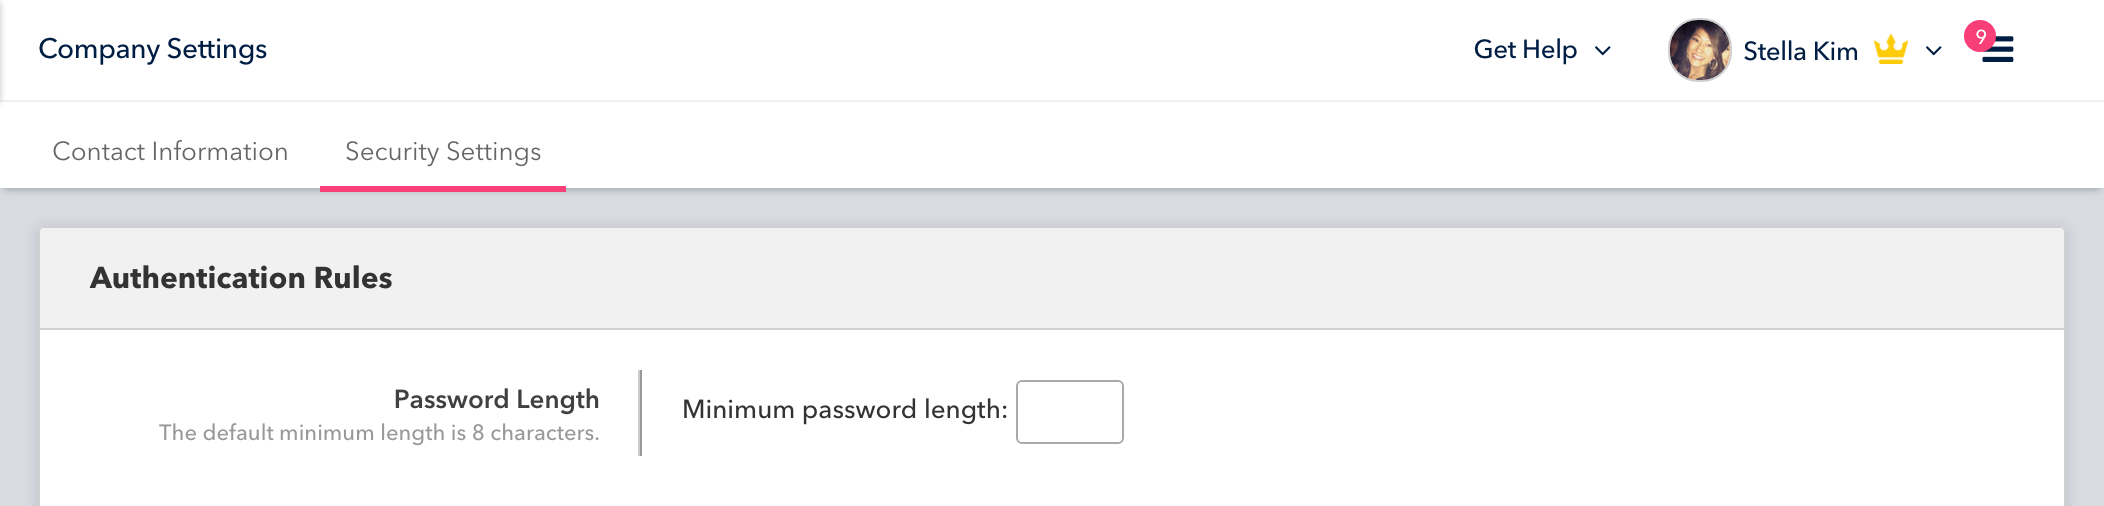 Company Settings
Get Help
Stella Kim
9
Contact Information
Security Settings
Authentication Rules
Password Length
The default minimum length is 8 characters.
Minimum password length: